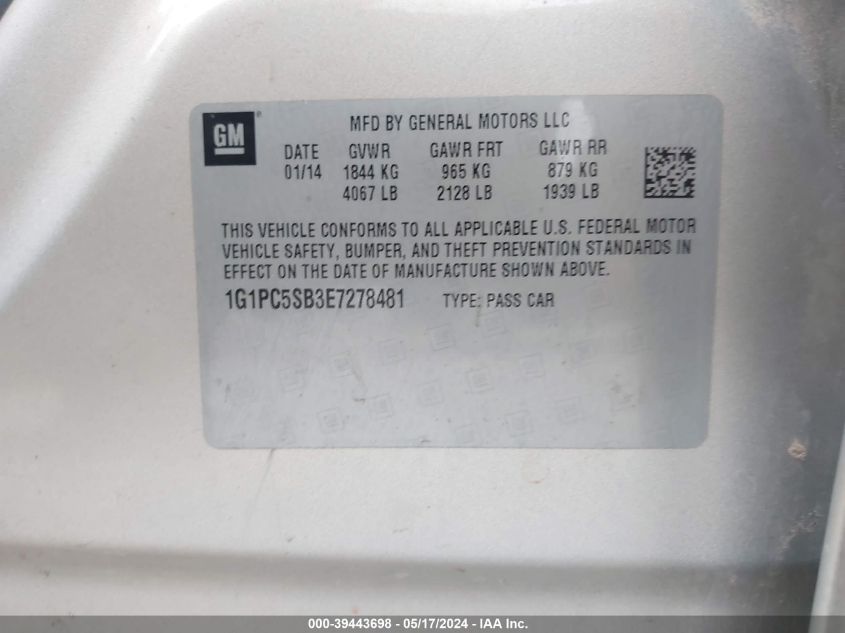 GM®
MFD BY GENERAL MOTORS LLC
DATE GVWR GAWR FRT GAWR RR
01/14 1844 KG 965 KG 879 KG
4067 LB 2128 LB 1939 LB
THIS VEHICLE CONFORMS TO ALL APPLICABLE U.S. FEDERAL MOTOR
VEHICLE SAFETY, BUMPER, AND THEFT PREVENTION STANDARDS IN
EFFECT ON THE DATE OF MANUFACTURE SHOWN ABOVE.
1G1PC5SB3E7278481 TYPE: PASS CAR
000-39443698 - 05/17/2024 - IAA Inc.